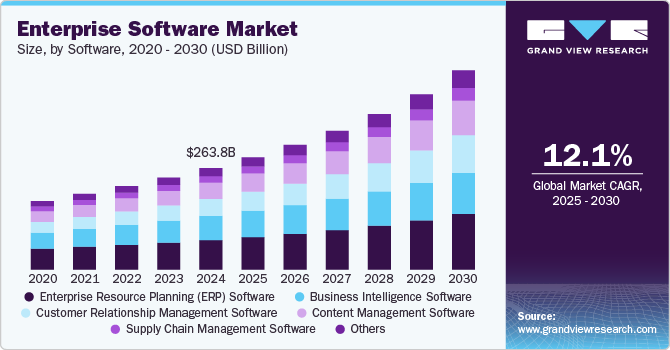 Enterprise Software Market
Size, by Software, 2020 - 2030 (USD Billion)
$263.8B
2020 2021 2022 2023 2024 2025 2026 2027 2028 2029 2030
Enterprise Resource Planning (ERP) Software Business Intelligence Software
Customer Relationship Management Software Content Management Software
Supply Chain Management Software Others
GRAND VIEW RESEARCH
12.1%
Global Market CAGR,
2025 - 2030
Source:
www.grandviewresearch.com